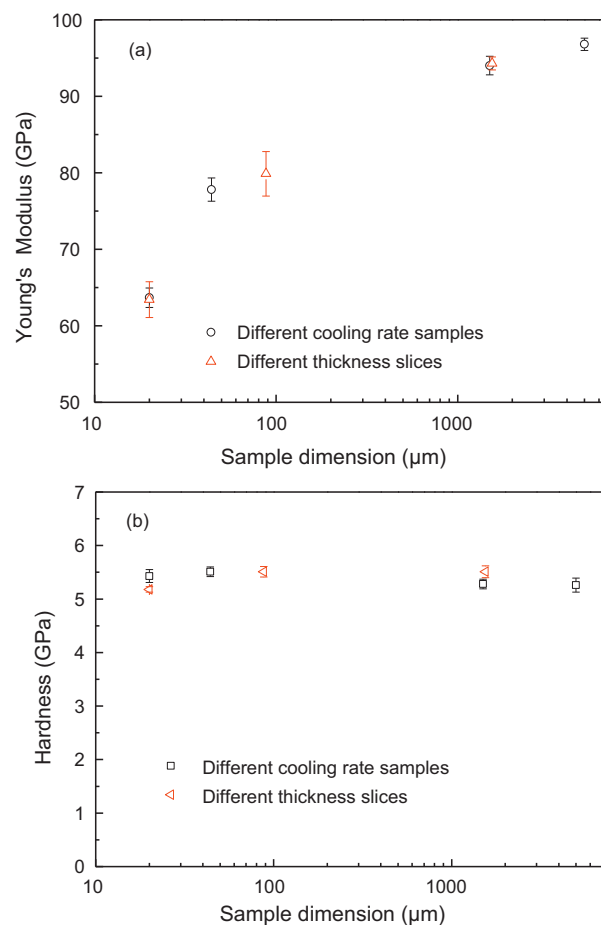 100
(a)
90
80
70
60
50
Young's Modulus (GPa)
Different cooling rate samples
Different thickness slices
10 100 1000
Sample dimension (µm)
7
(b)
6
5
4
3
2
1
0
Hardness (GPa)
Different cooling rate samples
Different thickness slices
10 100 1000
Sample dimension (µm)